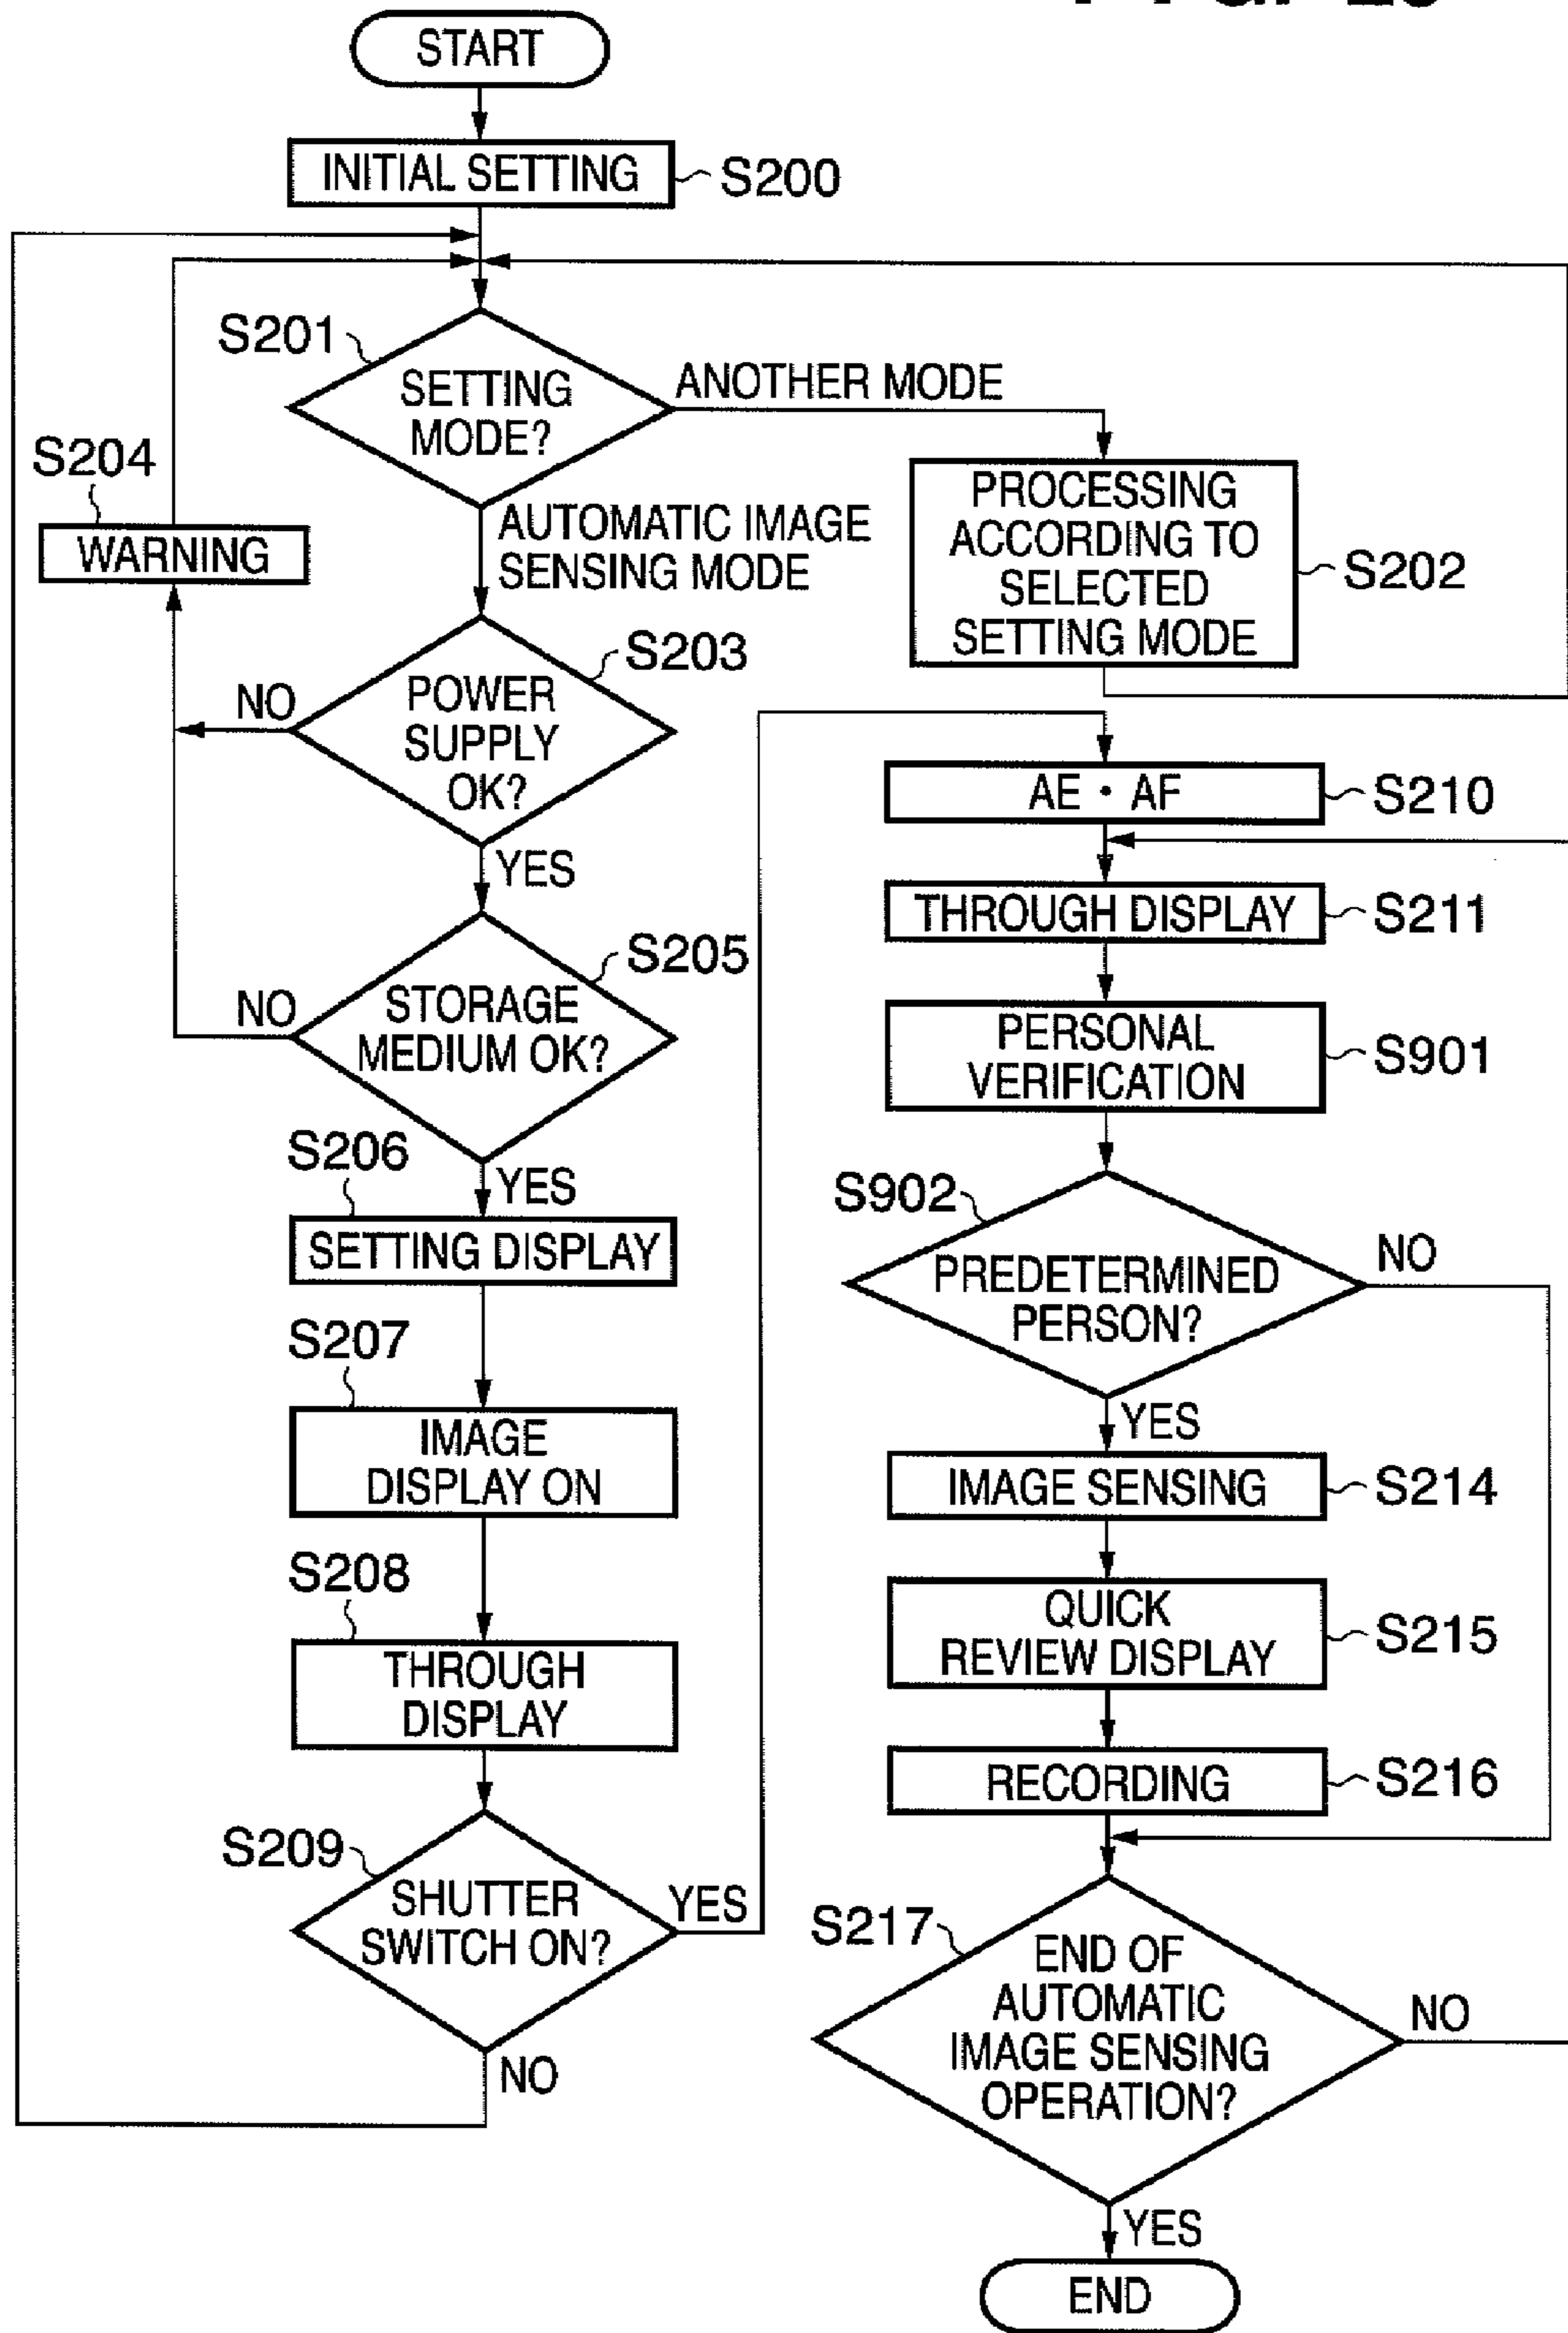 START
INITIAL SETTING
S200
S201
SETTING
MODE?
ANOTHER MODE
S204
WARNING
AUTOMATIC IMAGE
SENSING MODE
PROCESSING
ACCORDING TO
SELECTED
SETTING MODE
S202
S203
NO
POWER
SUPPLY
OK?
YES
S205
NO
STORAGE
MEDIUM OK?
YES
S206
SETTING DISPLAY
S207
IMAGE
DISPLAY ON
S208
THROUGH
DISPLAY
S209
SHUTTER
SWITCH ON?
YES
NO
AE · AF
S210
THROUGH DISPLAY
S211
PERSONAL
VERIFICATION
S901
S902
PREDETERMINED
PERSON?
NO
YES
IMAGE SENSING
S214
QUICK
REVIEW DISPLAY
S215
RECORDING
S216
S217
END OF
AUTOMATIC
IMAGE SENSING
OPERATION?
NO
YES
END